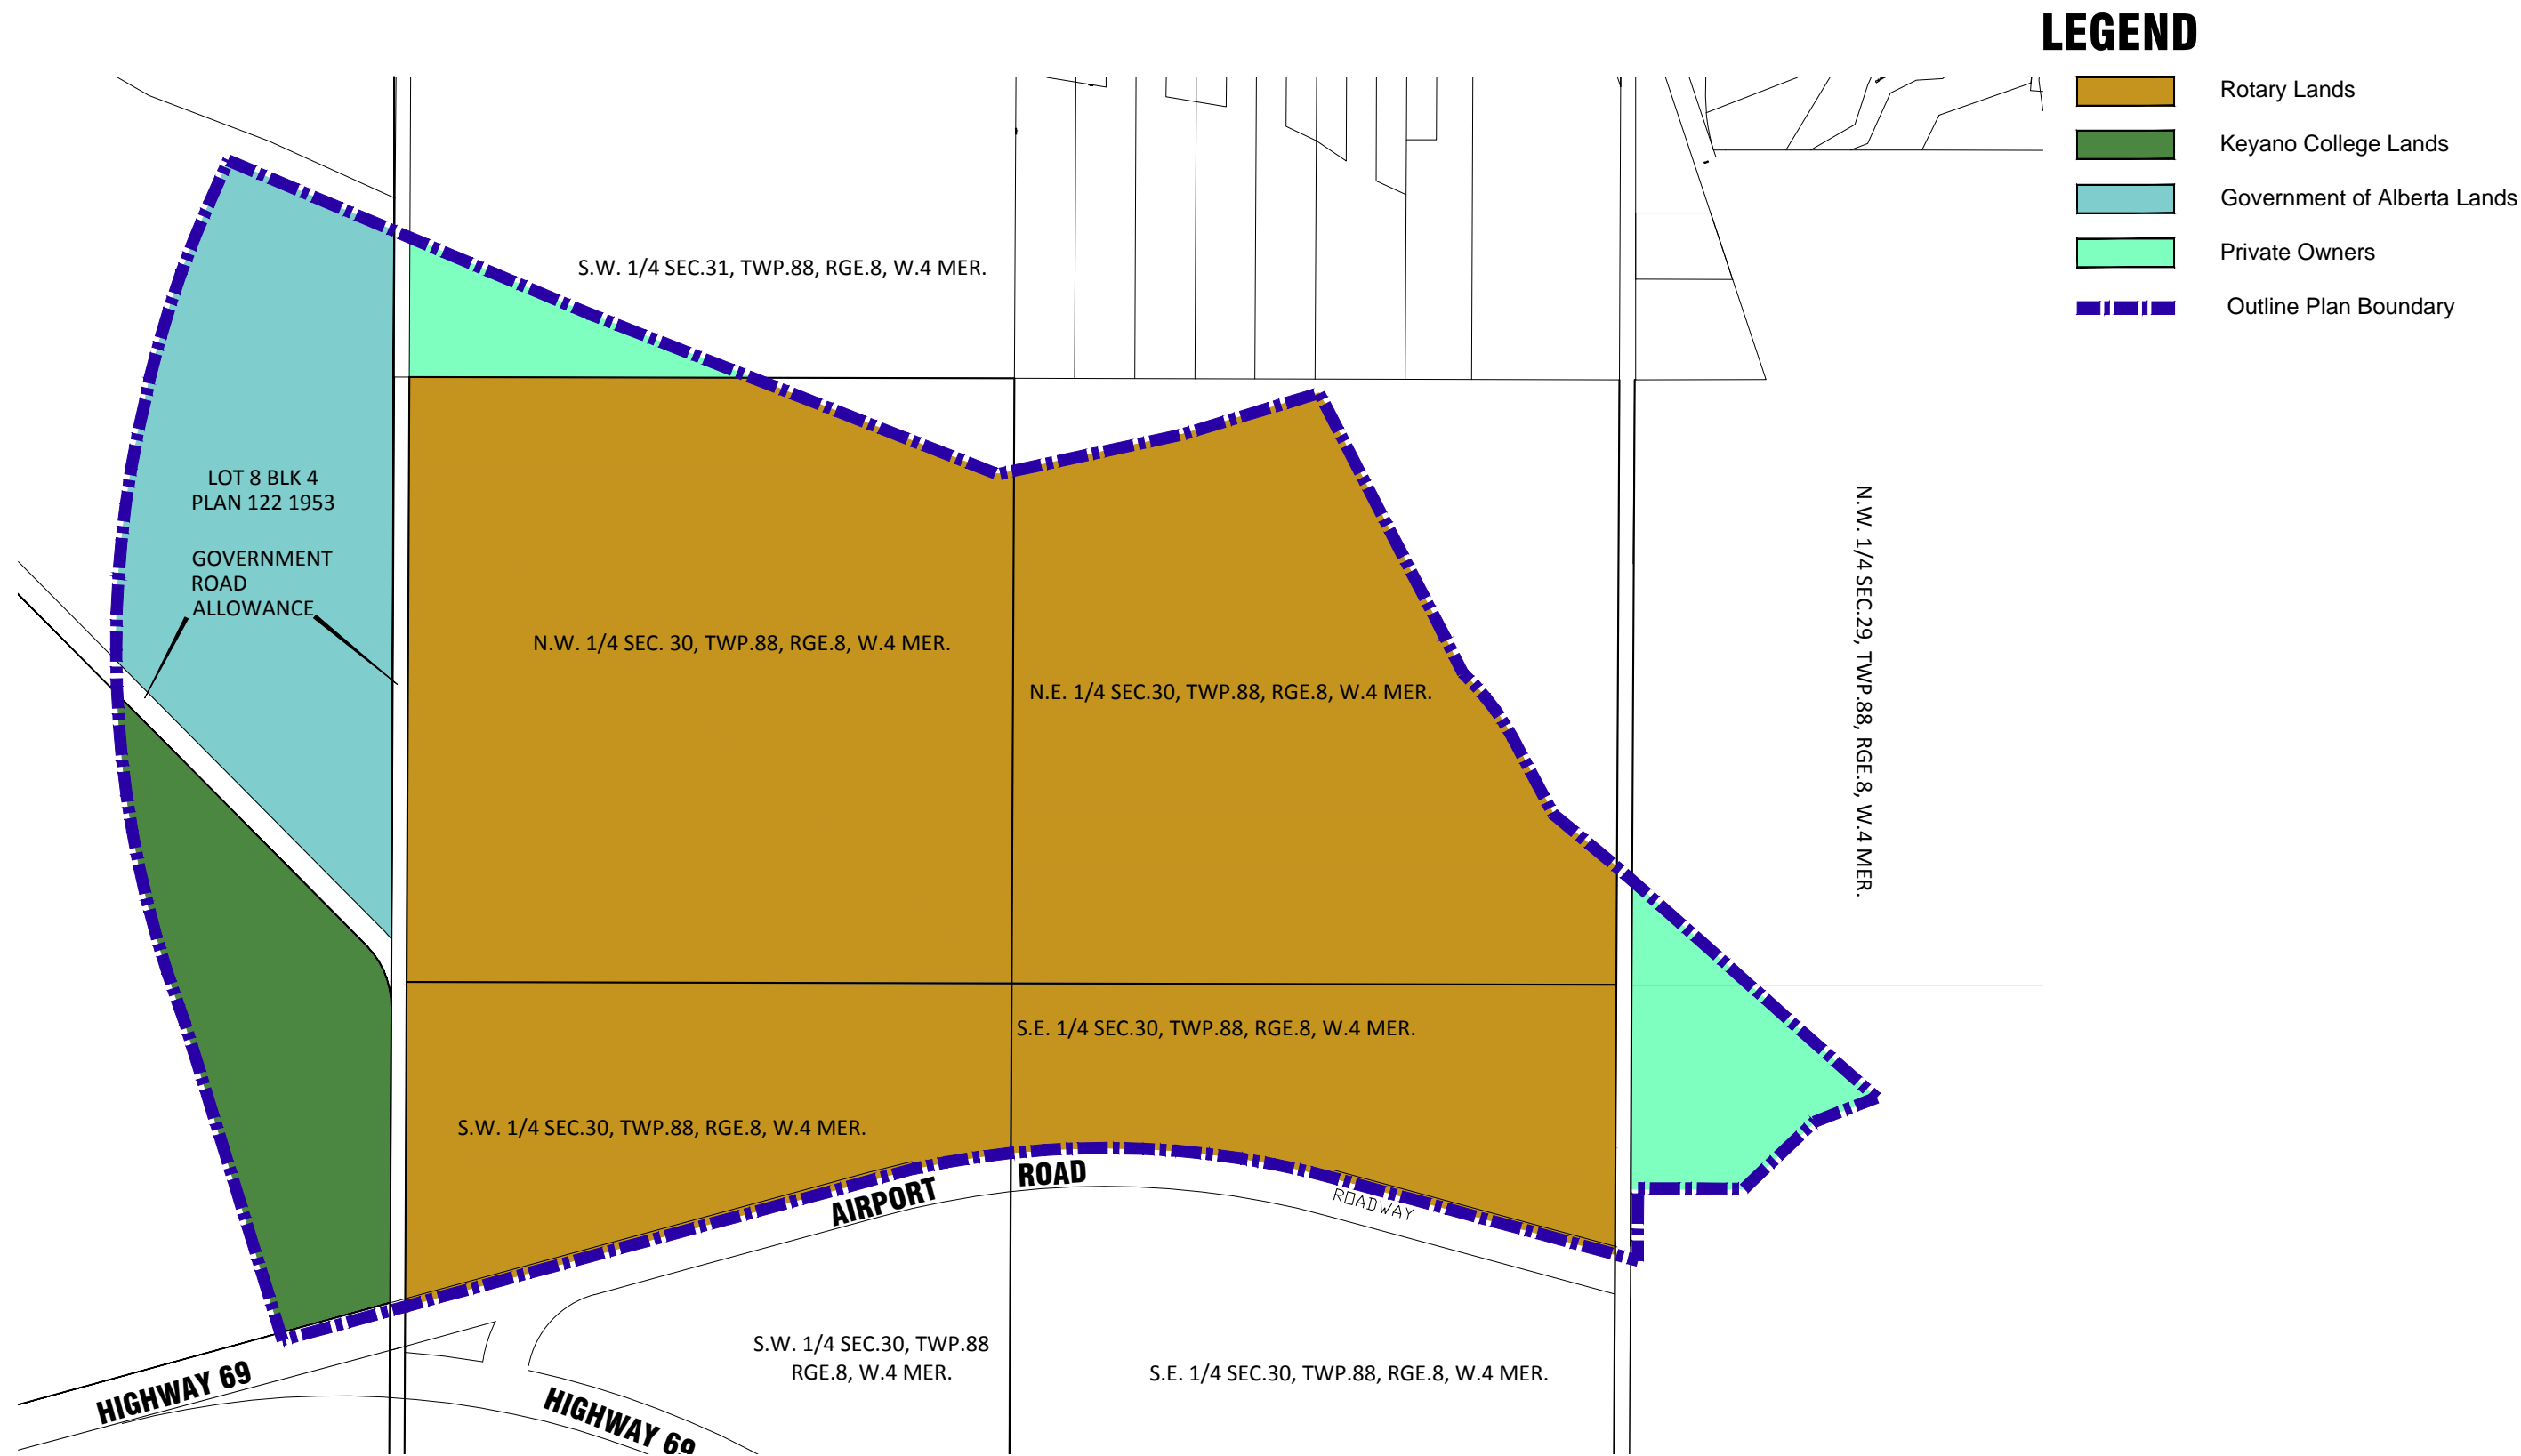 LEGEND
Rotary Lands
Keyano College Lands
Government of Alberta Lands
Private Owners
Outline Plan Boundary
S.W. 1/4 SEC.31, TWP.88, RGE.8, W.4 MER.
LOT 8 BLK 4
PLAN 122 1953
GOVERNMENT
ROAD
ALLOWANCE
N.W. 1/4 SEC. 30, TWP.88, RGE.8, W.4 MER.
N.E. 1/4 SEC.30, TWP.88, RGE.8, W.4 MER.
N.W. 1/4 SEC.29, TWP.88, RGE.8, W.4 MER.
S.E. 1/4 SEC.30, TWP.88, RGE.8, W.4 MER.
S.W. 1/4 SEC.30, TWP.88, RGE.8, W.4 MER.
AIRPORT ROAD
ROADWAY
S.W. 1/4 SEC.30, TWP.88
RGE.8, W.4 MER.
S.E. 1/4 SEC.30, TWP.88, RGE.8, W.4 MER.
HIGHWAY 69
HIGHWAY 69